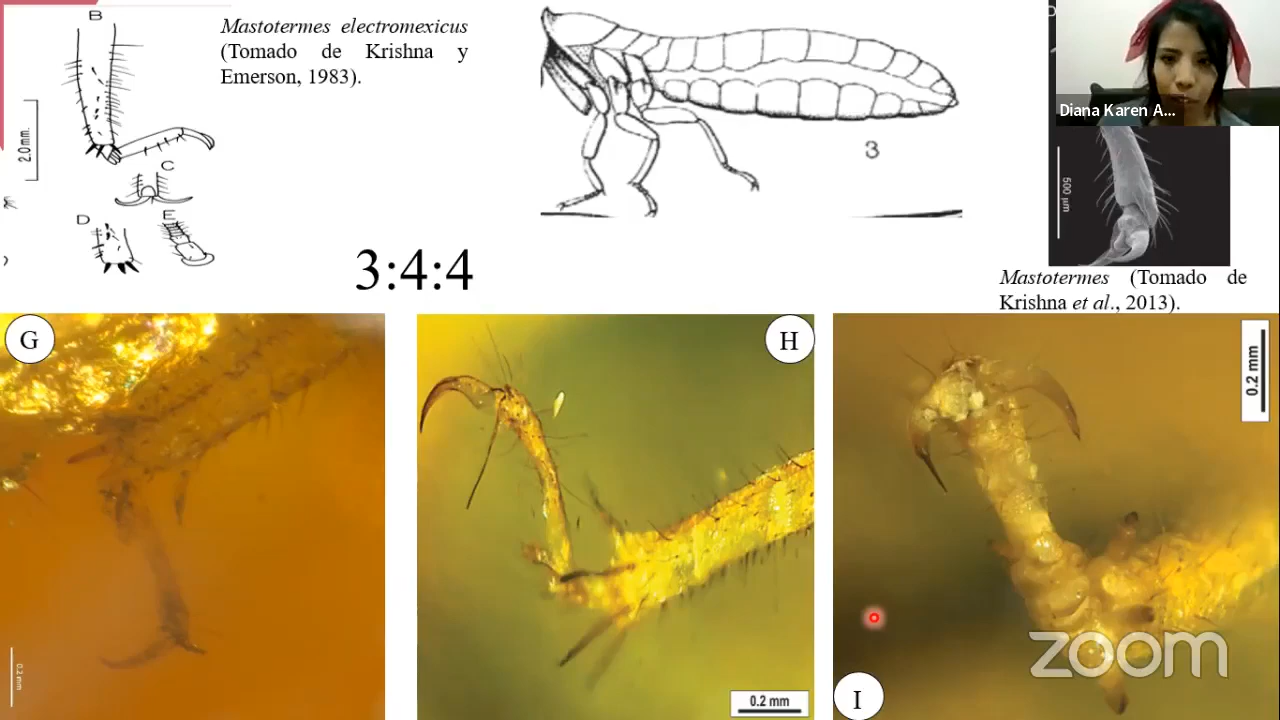 B
Mastotermes electromexicus
(Tomado de Krishna y
Emerson, 1983).
2.0 mm.
C
D
E
3
Diana Karen A...
500 µm
3:4:4
Mastotermes (Tomado de
Krishna et al., 2013).
G
H
I
0.2 mm
0.2 mm
0.2 mm
zoom